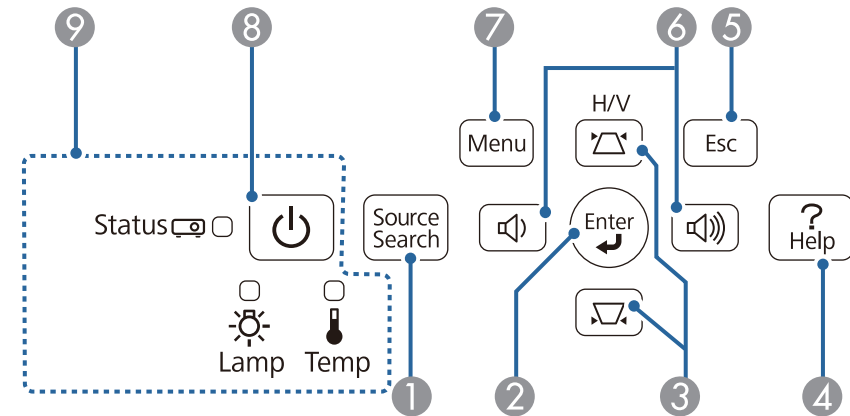 9
8
7
6
5
H/V
Menu
Esc
Status
Source
Search
Enter
?
Help
Lamp
Temp
1
2
3
4